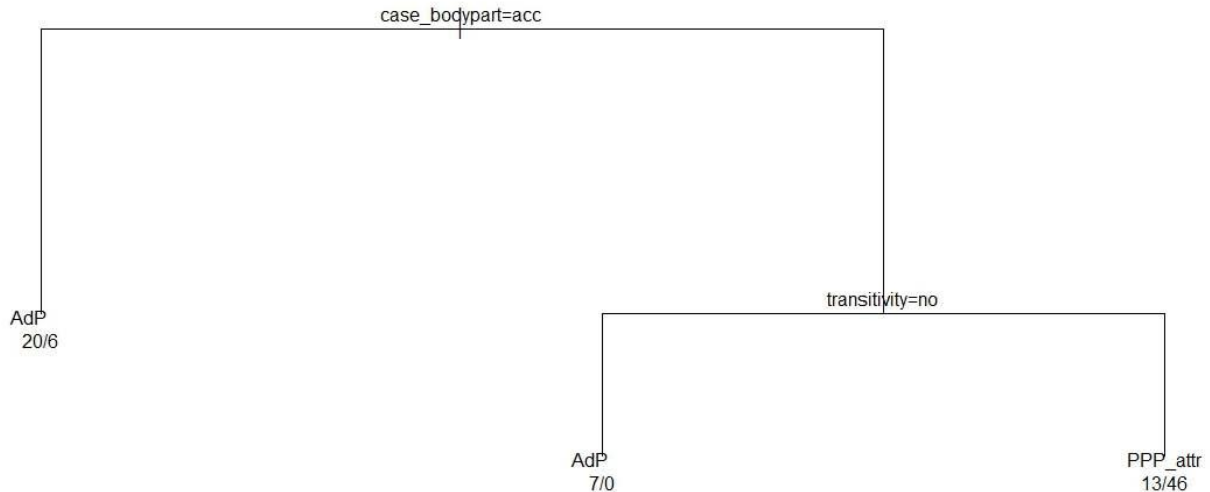 case_bodypart=acc
transitivity=no
AdP
20/6
AdP
7/0
PPP_attr
13/46